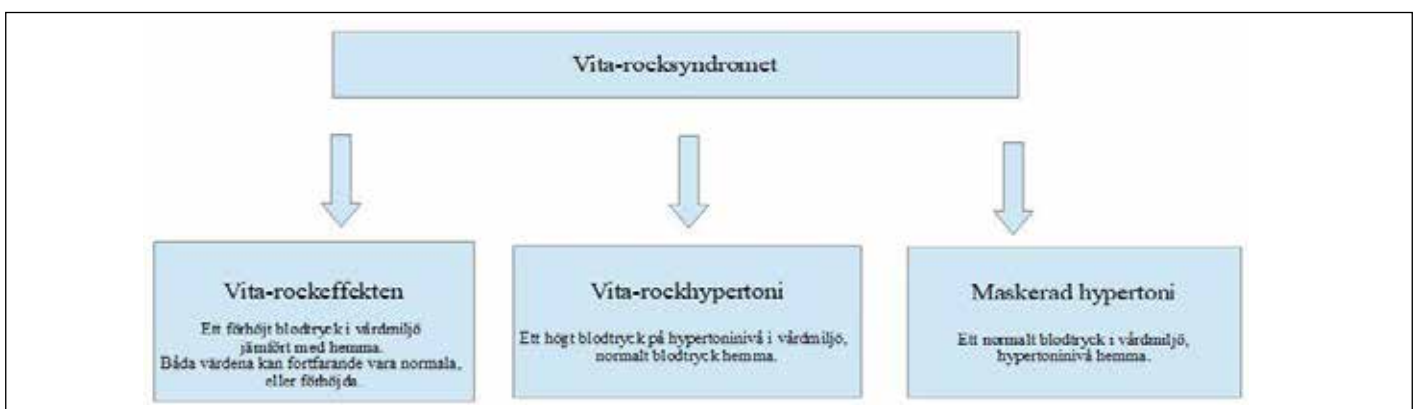 Vita-rocksyndromet
Vita-rockeffekten
Ett förhöjt blodtryck i vårdmiljö
jämfört med hemma.
Båda värdena kan fortfarande vara normala,
eller förhöjda.
Vita-rockhypertoni
Ett högt blodtryck på hypertoninivå i vårdmiljö,
normalt blodtryck hemma.
Maskerad hypertoni
Ett normalt blodtryck i vårdmiljö,
hypertoninivå hemma.